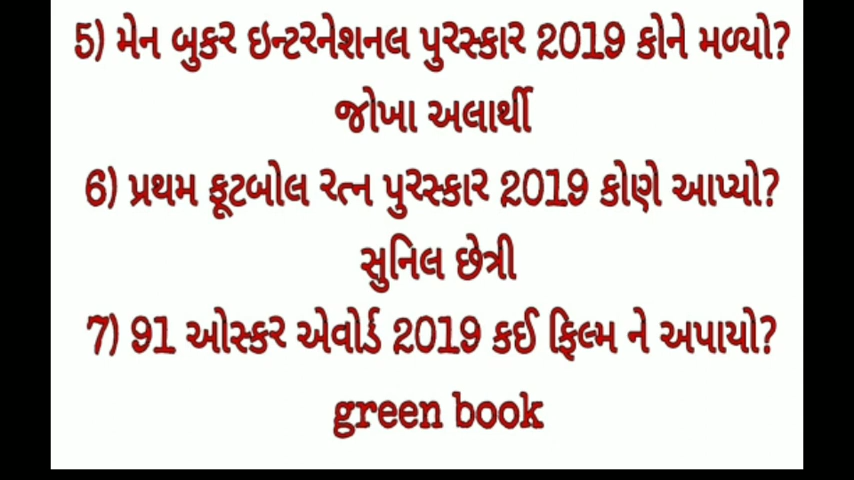 5) મેન બુકર ઇન્ટરનેશનલ પુરસ્કાર 2019 કોને મળ્યો?
જોખા અલાર્થી
6) પ્રથમ ફૂટબોલ રત્ન પુરસ્કાર 2019 કોણે આપ્યો?
સુનિલ છેત્રી
7) 91 ઓસ્કર એવોર્ડ 2019 કઈ ફિલ્મ ને અપાયો?
green book